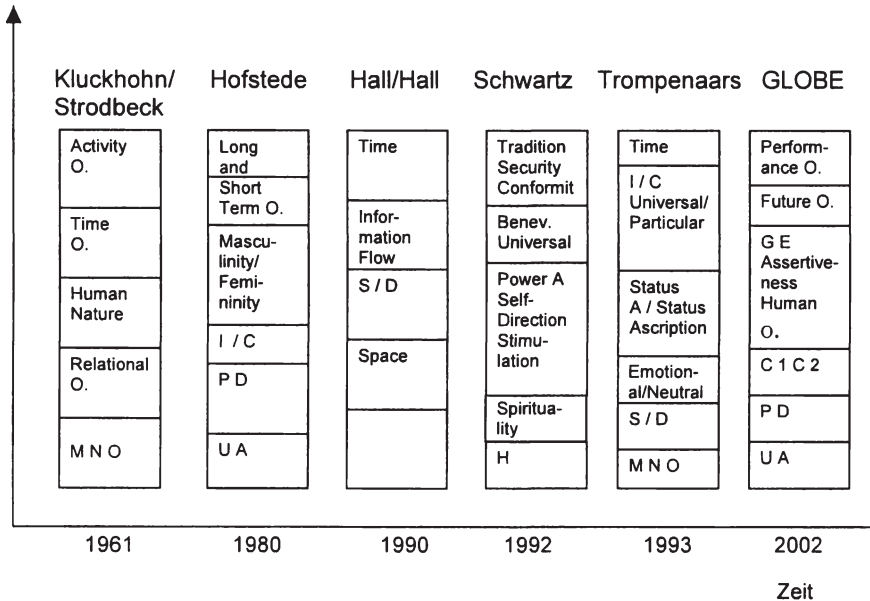 Kluckhohn/
Strodbeck
Hofstede
Hall/Hall
Schwartz
Trompenaars
GLOBE
Activity
O.
Time
O.
Human
Nature
Relational
O.
M N O
Long
and
Short
Term O.
Mascu-
linity/
Femi-
ninity
I / C
P D
U A
Time
Infor-
mation
Flow
S / D
Space
Tradition
Security
Conformit
Benev.
Universal
Power A
Self-
Direction
Stimu-
lation
Spiritua-
lity
H
Time
I / C
Universal/
Particular
Status
A / Status
Ascription
Emotion-
al/Neutral
S / D
M N O
Perform-
ance O.
Future O.
G E
Assertive-
ness
Human
O.
C 1 C 2
P D
U A
1961
1980
1990
1992
1993
2002
Zeit